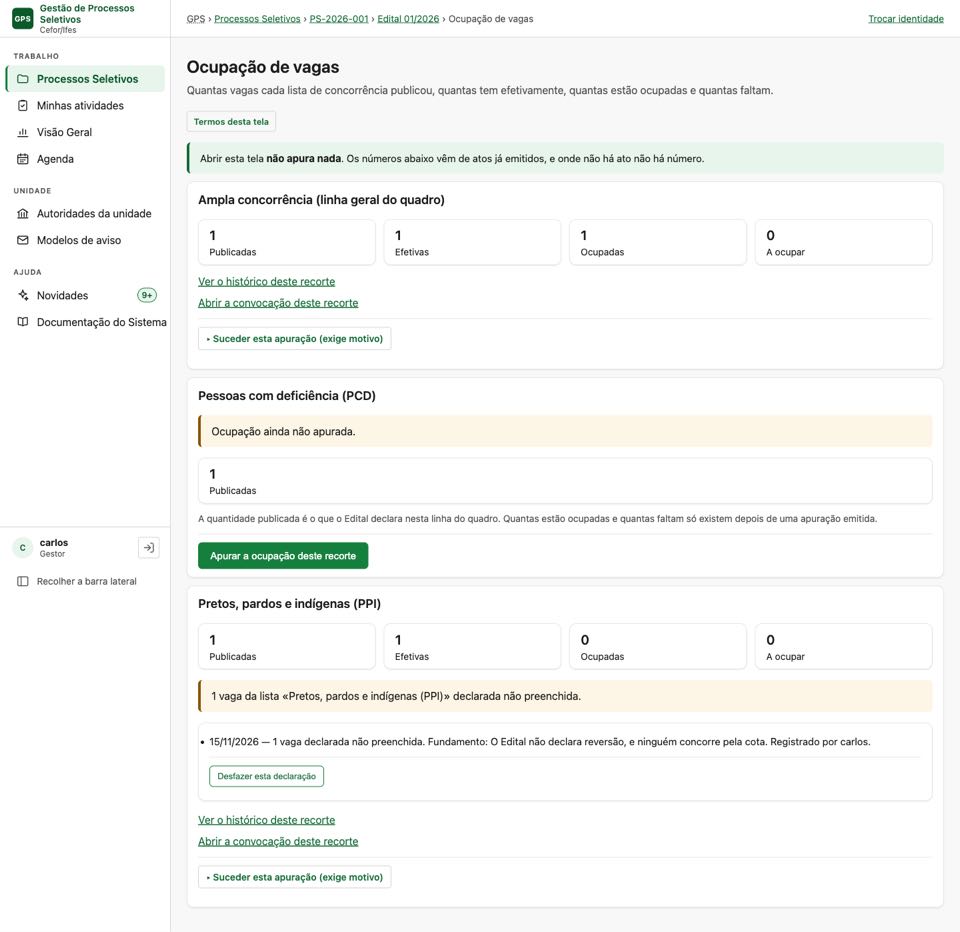 GPS
Gestão de Processos
Seletivos
Cefor/Ifes
GPS › Processos Seletivos › PS-2026-001 › Edital 01/2026 › Ocupação de vagas
Trocar identidade
TRABALHO
Processos Seletivos
Minhas atividades
Visão Geral
Agenda
UNIDADE
Autoridades da unidade
Modelos de aviso
AJUDA
Novidades 9+
Documentação do Sistema
C
carlos
Gestor
Recolher a barra lateral
Ocupação de vagas
Quantas vagas cada lista de concorrência publicou, quantas tem efetivamente, quantas estão ocupadas e quantas faltam.
Termos desta tela
Abrir esta tela não apura nada. Os números abaixo vêm de atos já emitidos, e onde não há ato não há número.
Ampla concorrência (linha geral do quadro)
1
Publicadas
1
Efetivas
1
Ocupadas
0
A ocupar
Ver o histórico deste recorte
Abrir a convocação deste recorte
▸ Suceder esta apuração (exige motivo)
Pessoas com deficiência (PCD)
Ocupação ainda não apurada.
1
Publicadas
A quantidade publicada é o que o Edital declara nesta linha do quadro. Quantas estão ocupadas e quantas faltam só existem depois de uma apuração emitida.
Apurar a ocupação deste recorte
Pretos, pardos e indígenas (PPI)
1
Publicadas
1
Efetivas
0
Ocupadas
0
A ocupar
1 vaga da lista «Pretos, pardos e indígenas (PPI)» declarada não preenchida.
• 15/11/2026 — 1 vaga declarada não preenchida. Fundamento: O Edital não declara reversão, e ninguém concorre pela cota. Registrado por carlos.
Desfazer esta declaração
Ver o histórico deste recorte
Abrir a convocação deste recorte
▸ Suceder esta apuração (exige motivo)